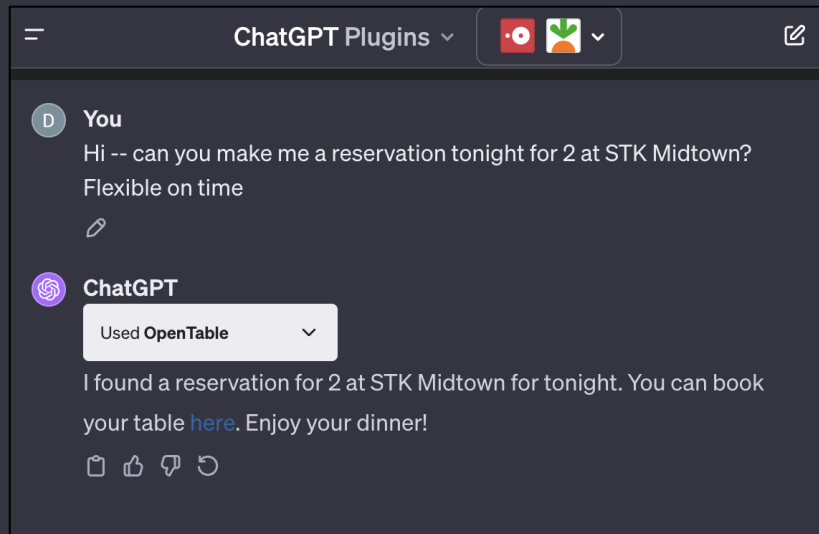 ChatGPT Plugins
D
You
Hi -- can you make me a reservation tonight for 2 at STK Midtown?
Flexible on time
ChatGPT
Used OpenTable
I found a reservation for 2 at STK Midtown for tonight. You can book
your table here. Enjoy your dinner!